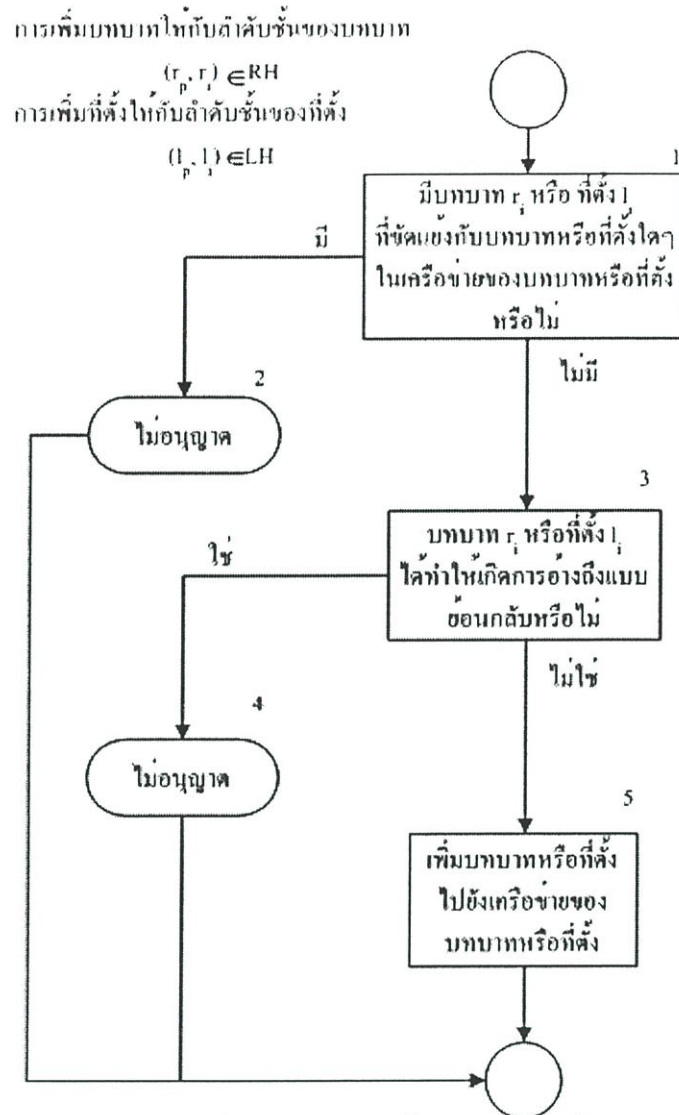 การเพิ่มบทบาทให้กับลำดับชั้นของบทบาท
(r_p, r_i) ∈RH
การเพิ่มที่ตั้งให้กับลำดับชั้นของที่ตั้ง
(l_p, l_i) ∈LH
1
มีบทบาท r_i หรือ ที่ตั้ง l_i
ที่ขัดแย้งกับบทบาทหรือที่ตั้งใดๆ
ในเครือข่ายของบทบาทหรือที่ตั้ง
หรือไม่
มี
ไม่มี
2
ไม่อนุญาต
3
บทบาท r_i หรือที่ตั้ง l_i
ได้ทำให้เกิดการอ้างถึงแบบ
ย้อนกลับหรือไม่
ใช่
ไม่ใช่
4
ไม่อนุญาต
5
เพิ่มบทบาทหรือที่ตั้ง
ไปยังเครือข่ายของ
บทบาทหรือที่ตั้ง